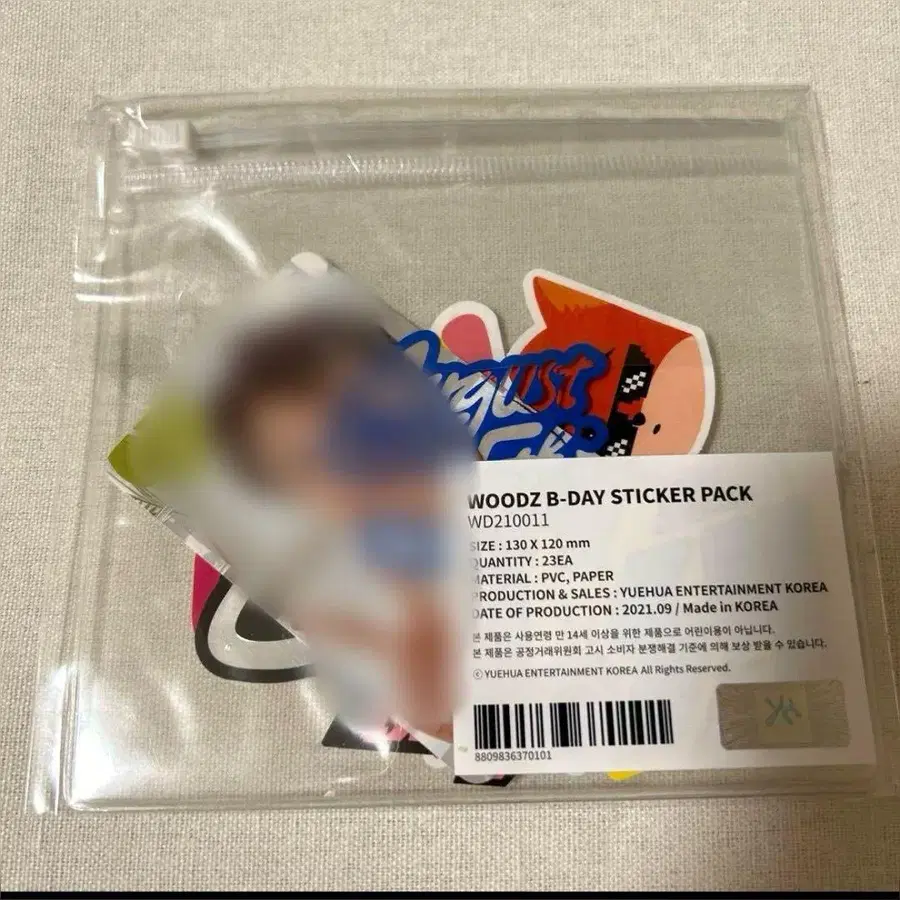 August
WOODZ B-DAY STICKER PACK
WD210011
SIZE : 130 X 120 mm
QUANTITY : 23EA
MATERIAL : PVC, PAPER
PRODUCTION & SALES : YUEHUA ENTERTAINMENT KOREA
DATE OF PRODUCTION : 2021.09 / Made in KOREA
본 제품은 사용연령 만 14세 이상을 위한 제품으로 어린이용이 아닙니다.
본 제품은 공정거래위원회 고시 소비자 분쟁해결 기준에 의해 보상 받을 수 있습니다.
ⓒ YUEHUA ENTERTAINMENT KOREA All Rights Reserved.
8809836370101